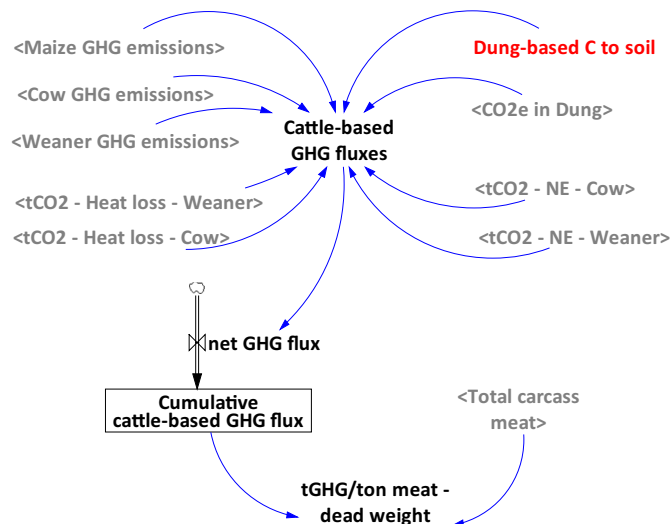 <Maize GHG emissions>
Dung-based C to soil
<Cow GHG emissions>
<CO2e in Dung>
<Weaner GHG emissions>
Cattle-based
GHG fluxes
<tCO2 - Heat loss - Weaner>
<tCO2 - NE - Cow>
<tCO2 - Heat loss - Cow>
<tCO2 - NE - Weaner>
net GHG flux
Cumulative
cattle-based GHG flux
<Total carcass
meat>
tGHG/ton meat -
dead weight